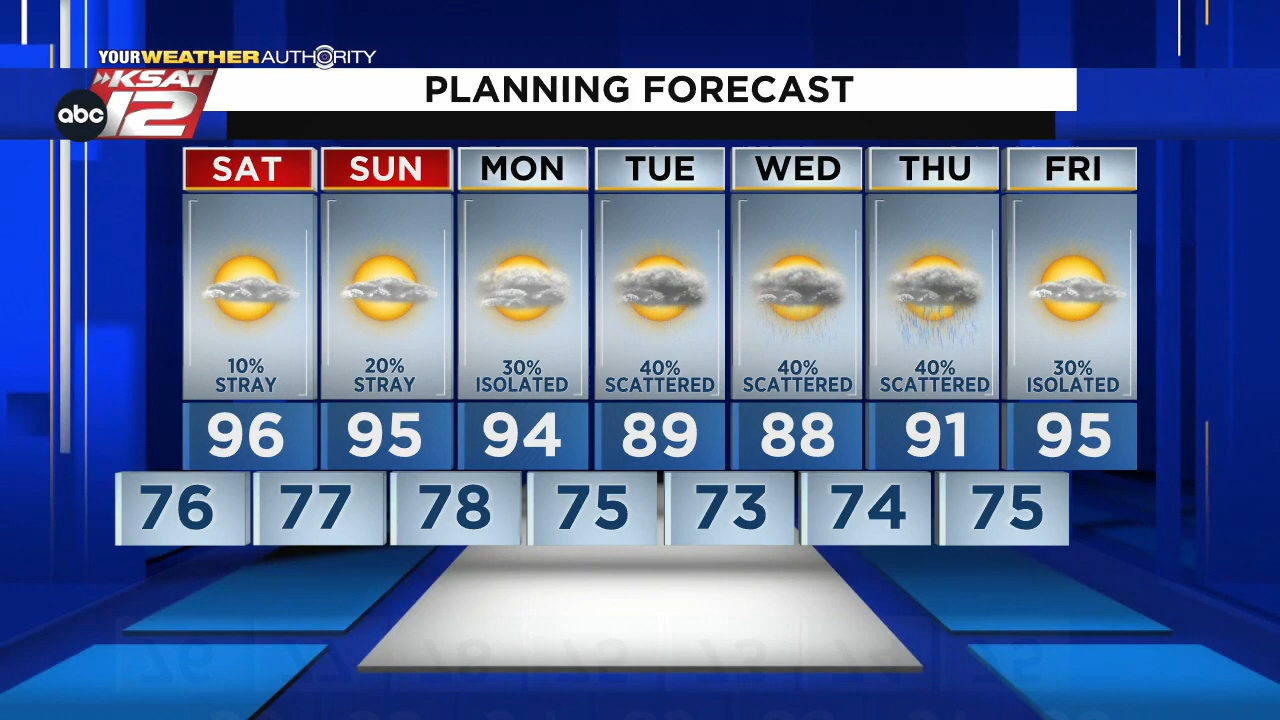 YOURWEATHERAUTHORITY
KSAT
abc 12
PLANNING FORECAST
SAT SUN MON TUE WED THU FRI
10% 20% 30% 40% 40% 40% 30%
STRAY STRAY ISOLATED SCATTERED SCATTERED SCATTERED ISOLATED
96 95 94 89 88 91 95
76 77 78 75 73 74 75